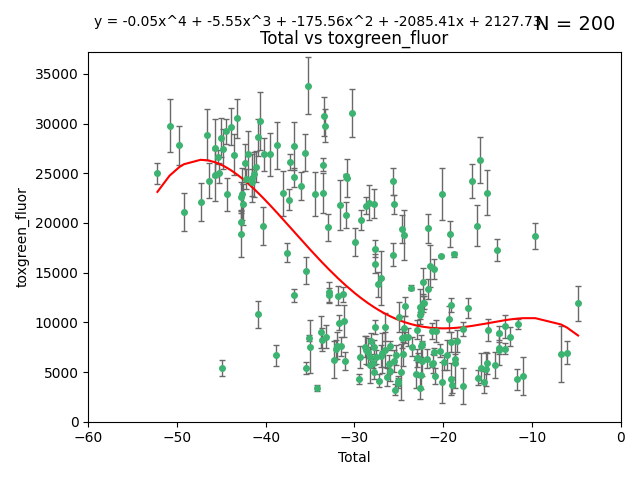 y = -0.05x^4 + -5.55x^3 + -175.56x^2 + -2085.41x + 2127.73
N = 200
Total vs toxgreen_fluor
35000
30000
25000
20000
15000
10000
5000
0
toxgreen_fluor
−60 −50 −40 −30 −20 −10 0
Total